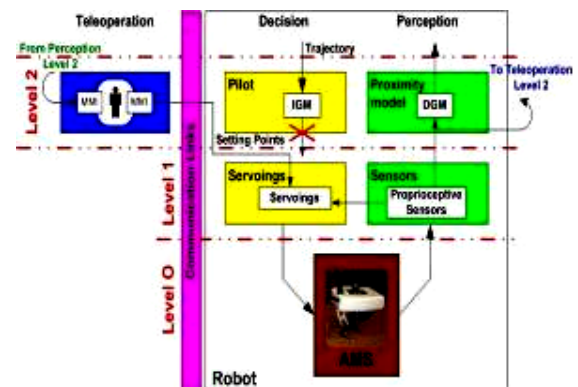 Teleoperation
Decision
Perception
From Perception
Level 2
Trajectory
To Teleoperation
Level 2
Level 2
MMI
MMI
Pilot
IGM
Proximity
model
DGM
Setting Points
Communication Links
Level 1
Servoings
Servoings
Sensors
Proprioceptive
Sensors
Level O
AMS
Robot